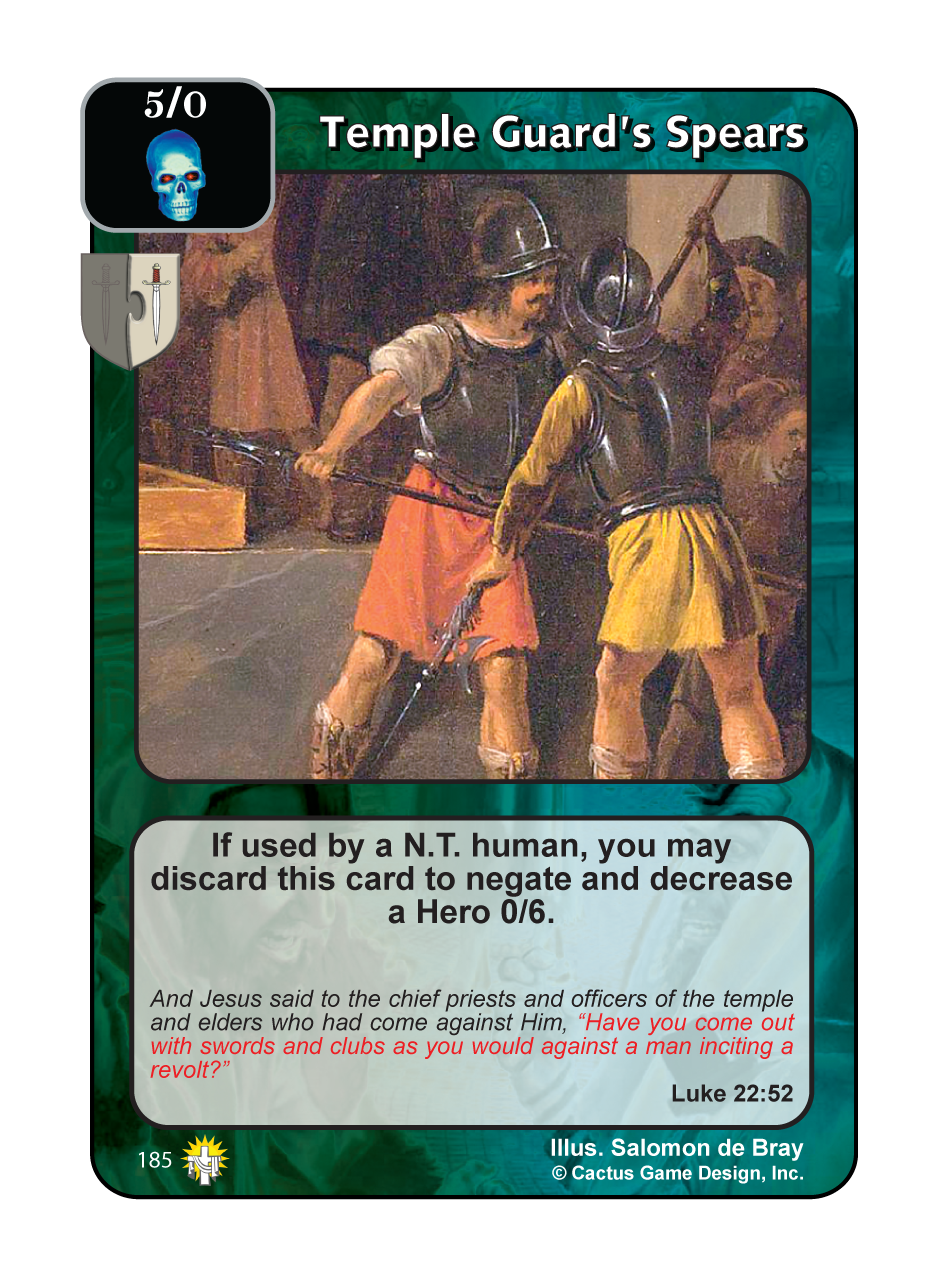 5/0
Temple Guard's Spears
If used by a N.T. human, you may
discard this card to negate and decrease
a Hero 0/6.
And Jesus said to the chief priests and officers of the temple
and elders who had come against Him, “Have you come out
with swords and clubs as you would against a man inciting a
revolt?”
Luke 22:52
185
Illus. Salomon de Bray
© Cactus Game Design, Inc.